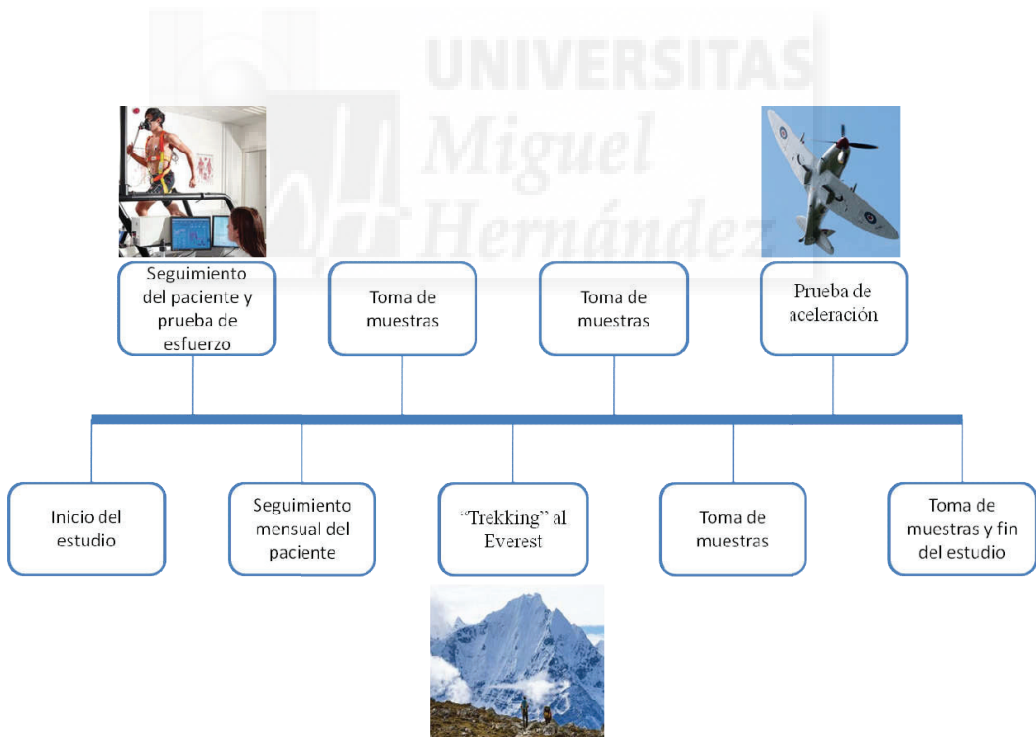 UNIVERSITAS
Miguel
Hernández
Seguimiento
del paciente y
prueba de
esfuerzo
Toma de
muestras
Toma de
muestras
Prueba de
aceleración
Inicio del
estudio
Seguimiento
mensual del
paciente
“Trekking” al
Everest
Toma de
muestras
Toma de
muestras y fin
del estudio